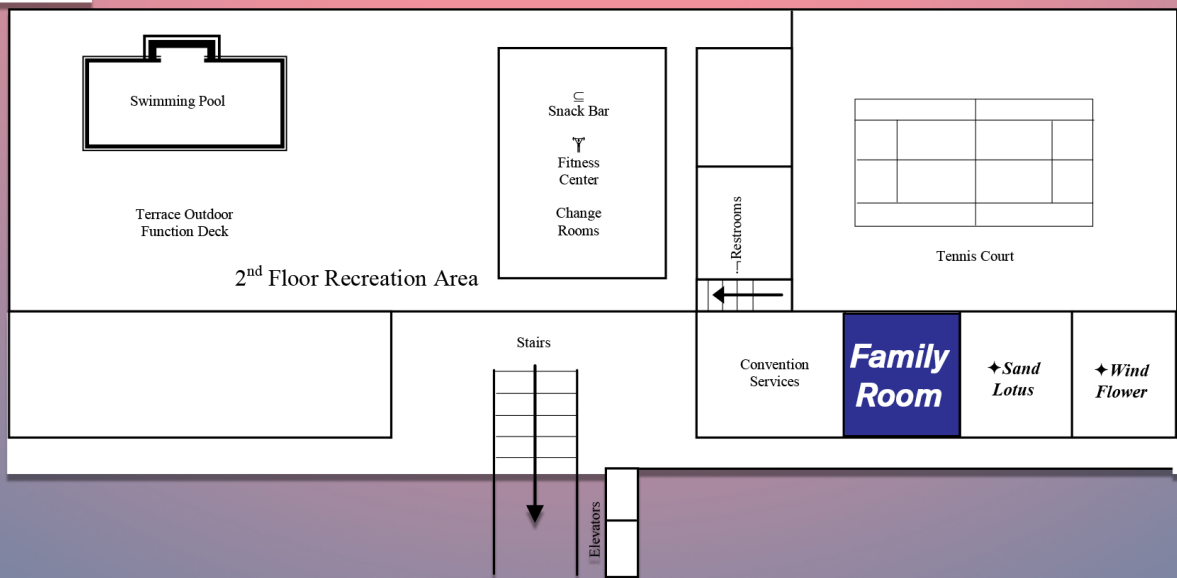 Swimming Pool
Snack Bar
Fitness
Center
Change
Rooms
Terrace Outdoor
Function Deck
2nd Floor Recreation Area
Restrooms
Tennis Court
Stairs
Convention
Services
Family
Room
✦Sand
Lotus
✦Wind
Flower
Elevators